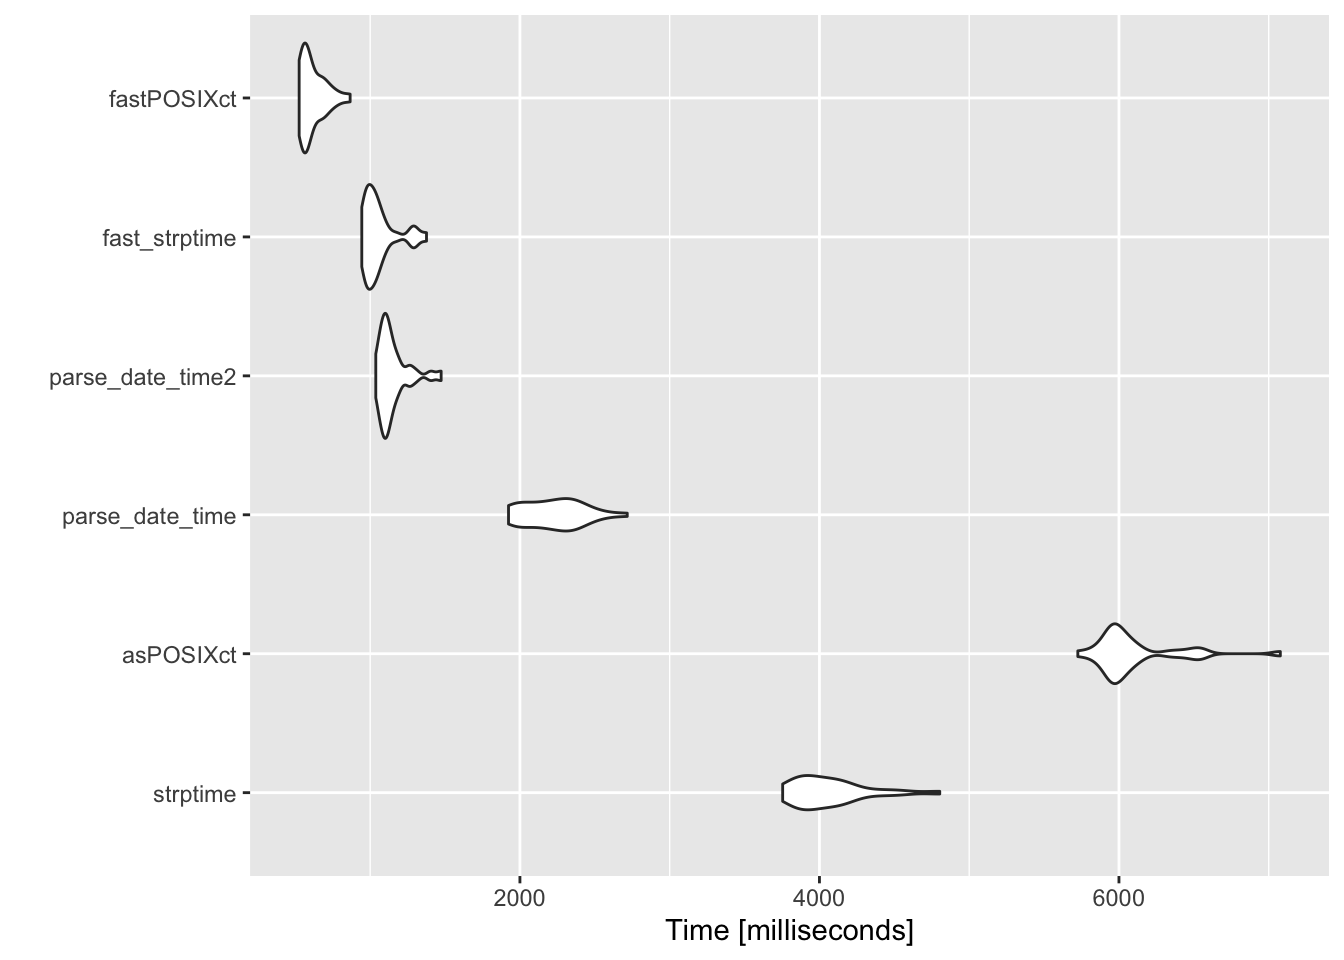 fastPOSIXct
fast_strptime
parse_date_time2
parse_date_time
asPOSIXct
strptime
2000 4000 6000
Time [milliseconds]